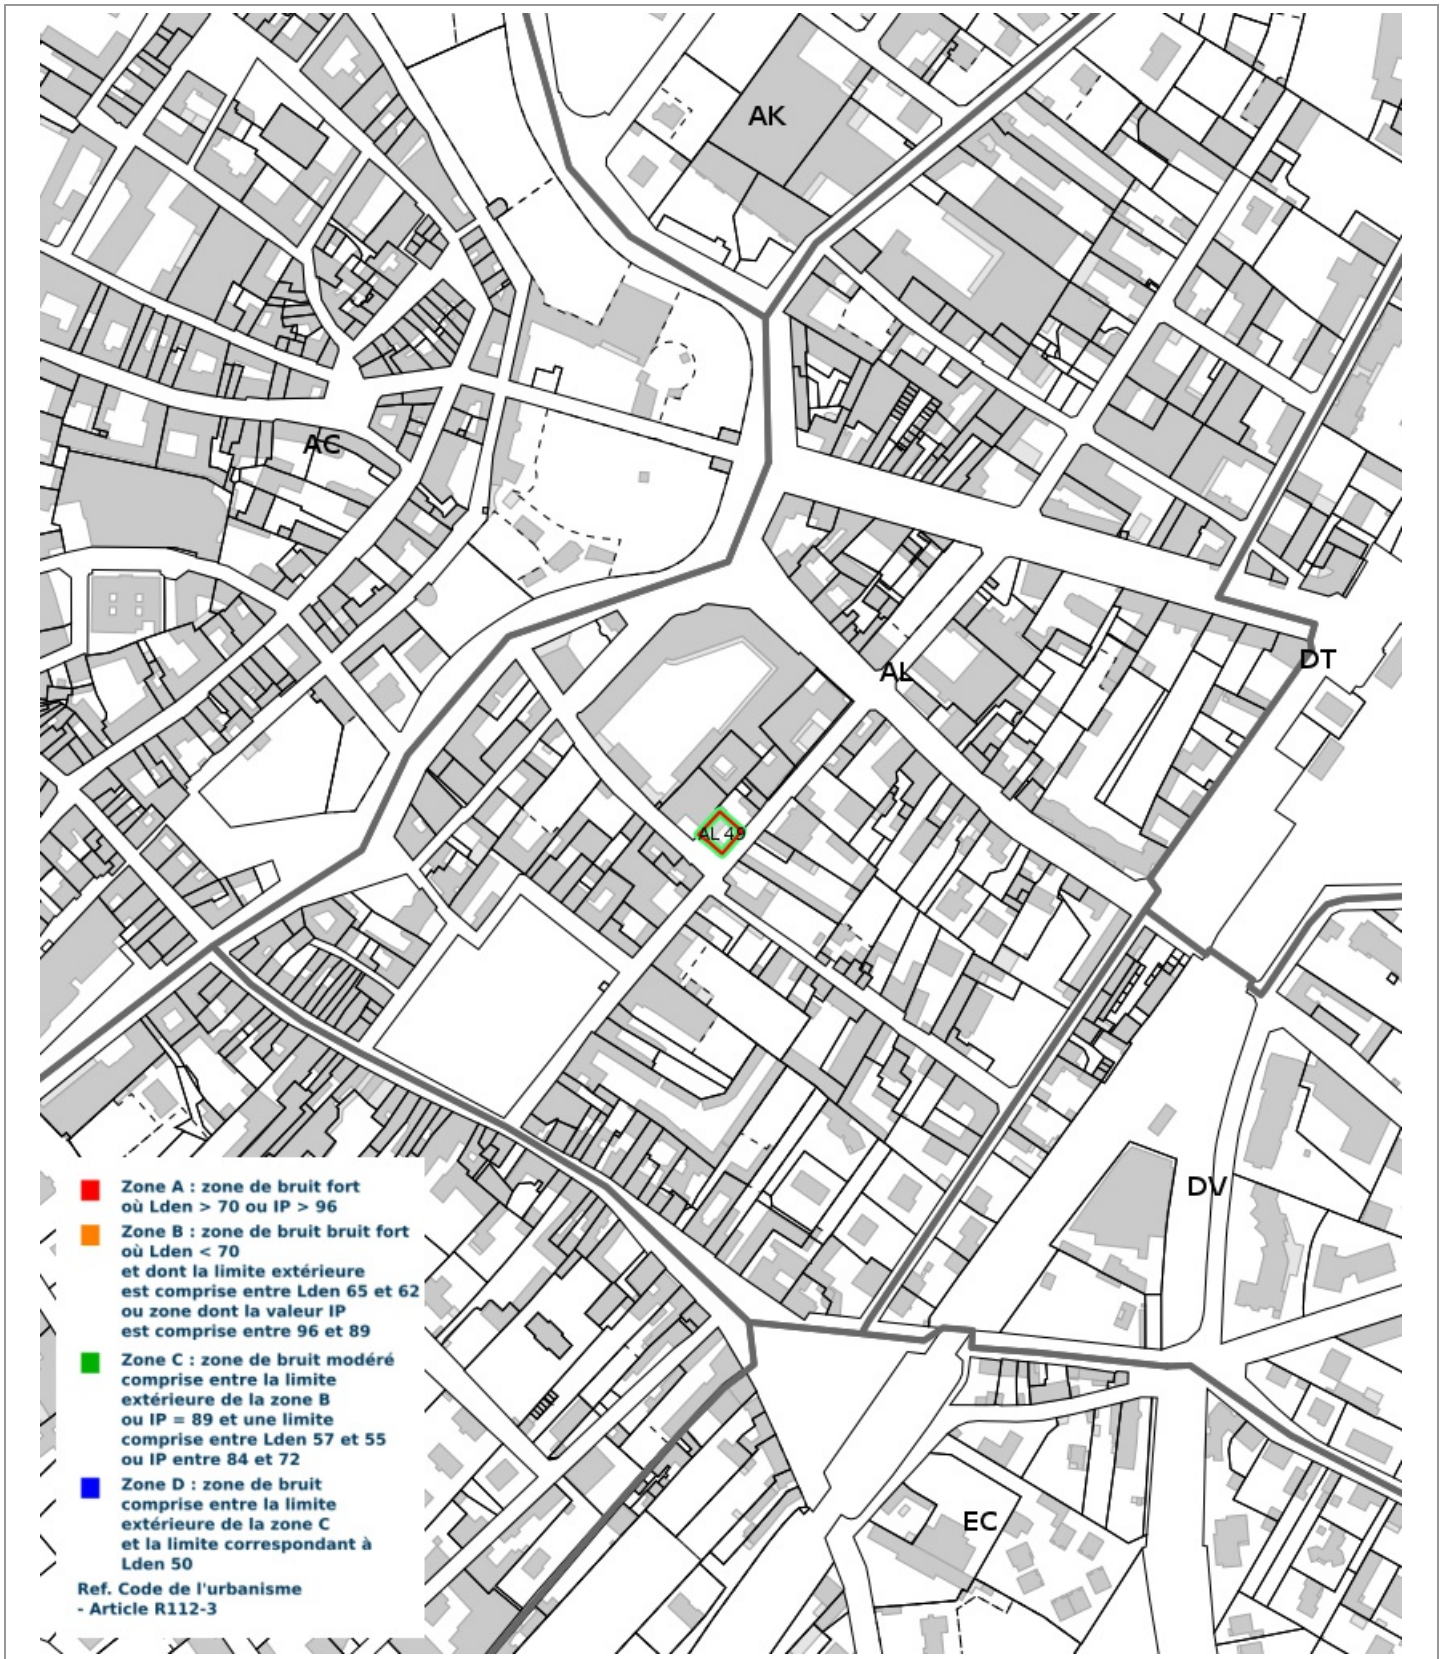 AK
AC
AL
DT
AL 49
DV
EC
Zone A : zone de bruit fort
où Lden > 70 ou IP > 96
Zone B : zone de bruit bruit fort
où Lden < 70
et dont la limite extérieure
est comprise entre Lden 65 et 62
ou zone dont la valeur IP
est comprise entre 96 et 89
Zone C : zone de bruit modéré
comprise entre la limite
extérieure de la zone B
ou IP = 89 et une limite
comprise entre Lden 57 et 55
ou IP entre 84 et 72
Zone D : zone de bruit
comprise entre la limite
extérieure de la zone C
et la limite correspondant à
Lden 50
Ref. Code de l'urbanisme
- Article R112-3